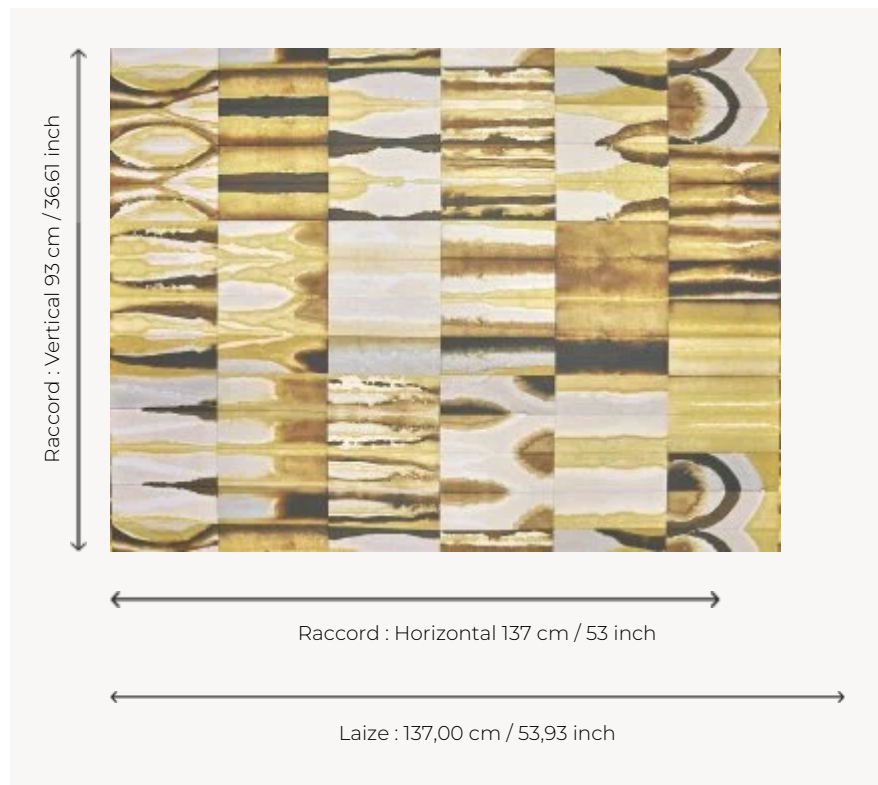 Raccord : Vertical 93 cm / 36.61 inch
Raccord : Horizontal 137 cm / 53 inch
Laize : 137,00 cm / 53,93 inch